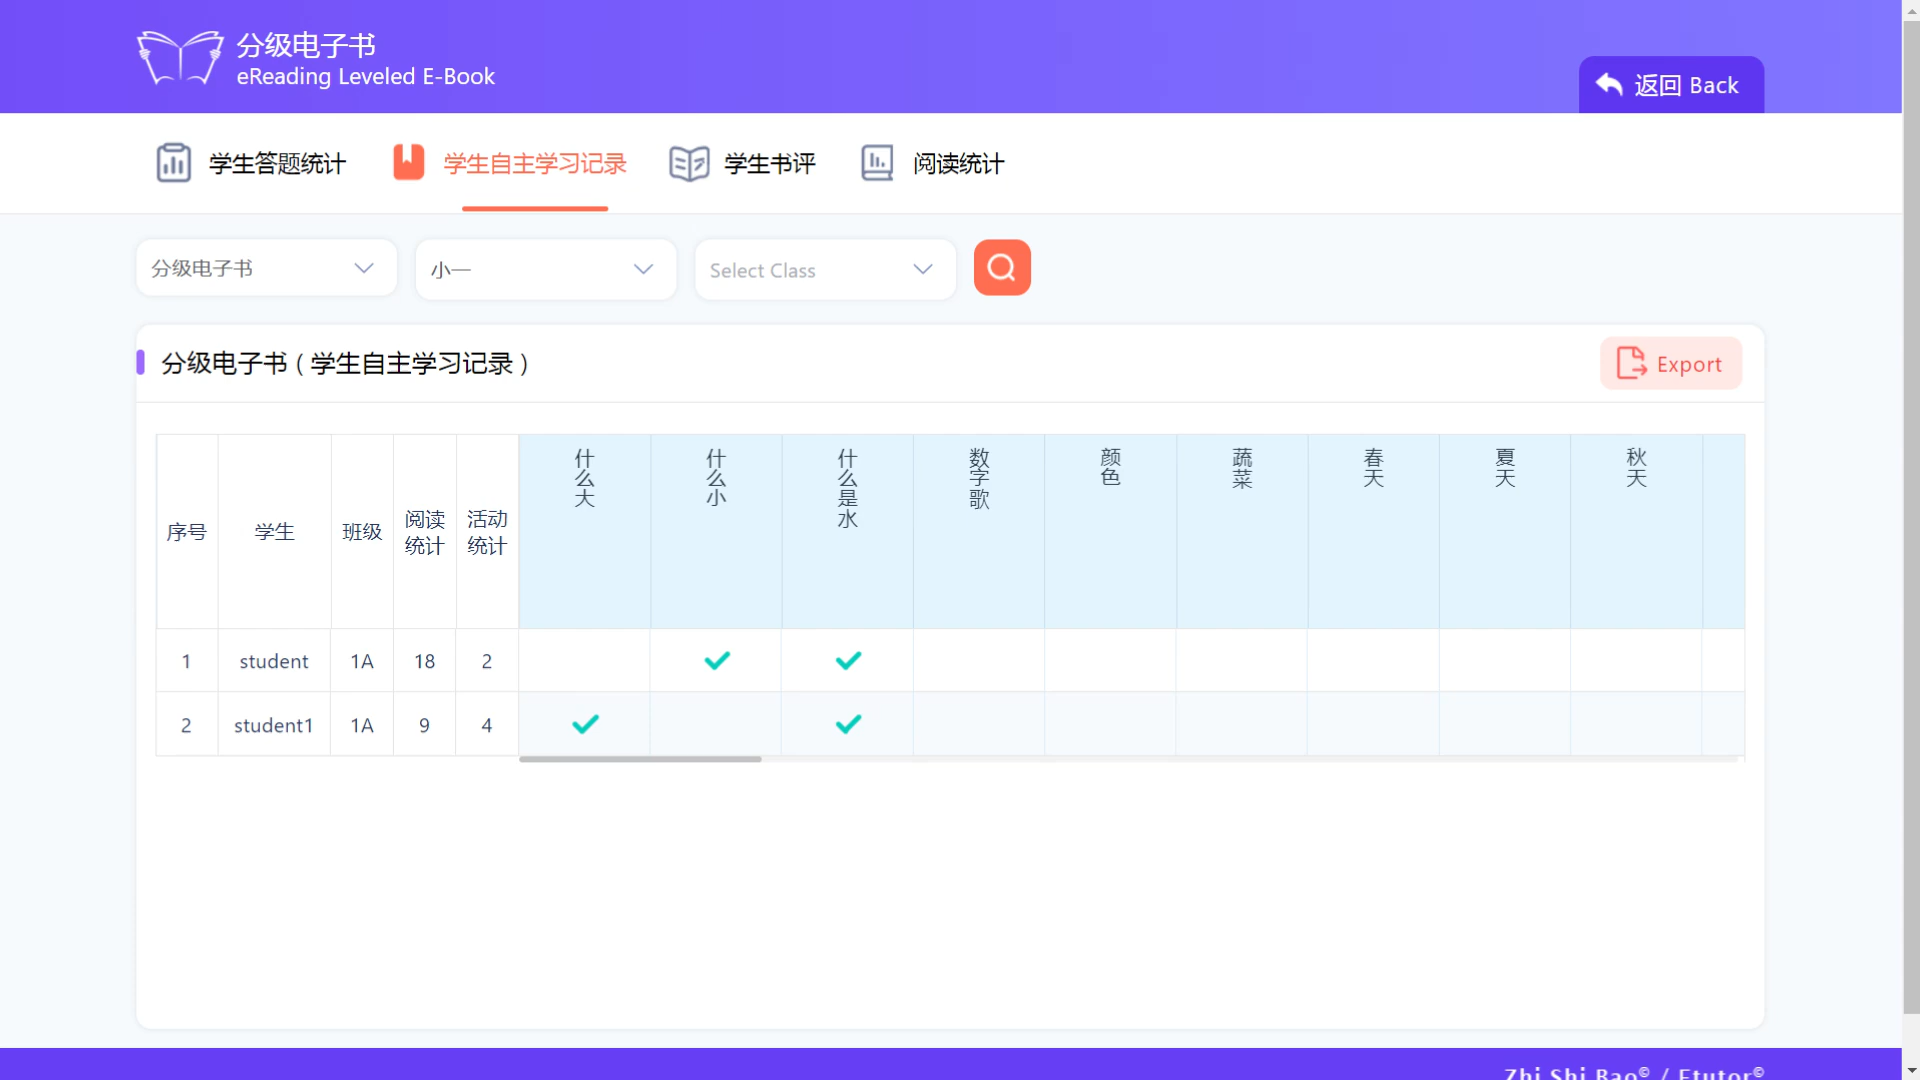 分级电子书
eReading Leveled E-Book
返回 Back
学生答题统计
学生自主学习记录
学生书评
阅读统计
分级电子书
小一
Select Class
分级电子书 ( 学生自主学习记录 )
Export
序号
学生
班级
阅读
统计
活动
统计
什么大
什么小
什么是水
数字歌
颜色
蔬菜
春天
夏天
秋天
1 student 1A 18 2
2 student1 1A 9 4
Zhi Shi Bao© / Etutor©